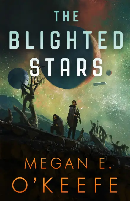 THE
BLIGHTED
STARS
MEGAN E.
O'KEEFE